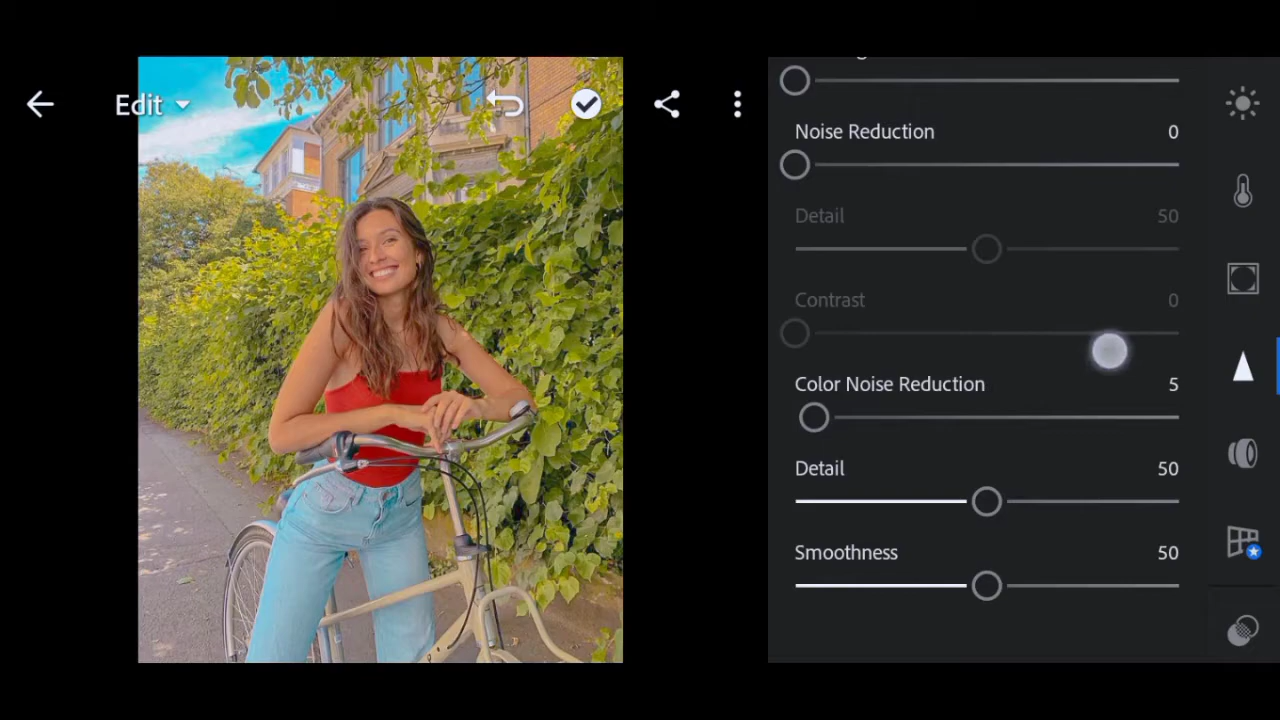 Edit
Noise Reduction 0
Detail 50
Contrast 0
Color Noise Reduction 5
Detail 50
Smoothness 50